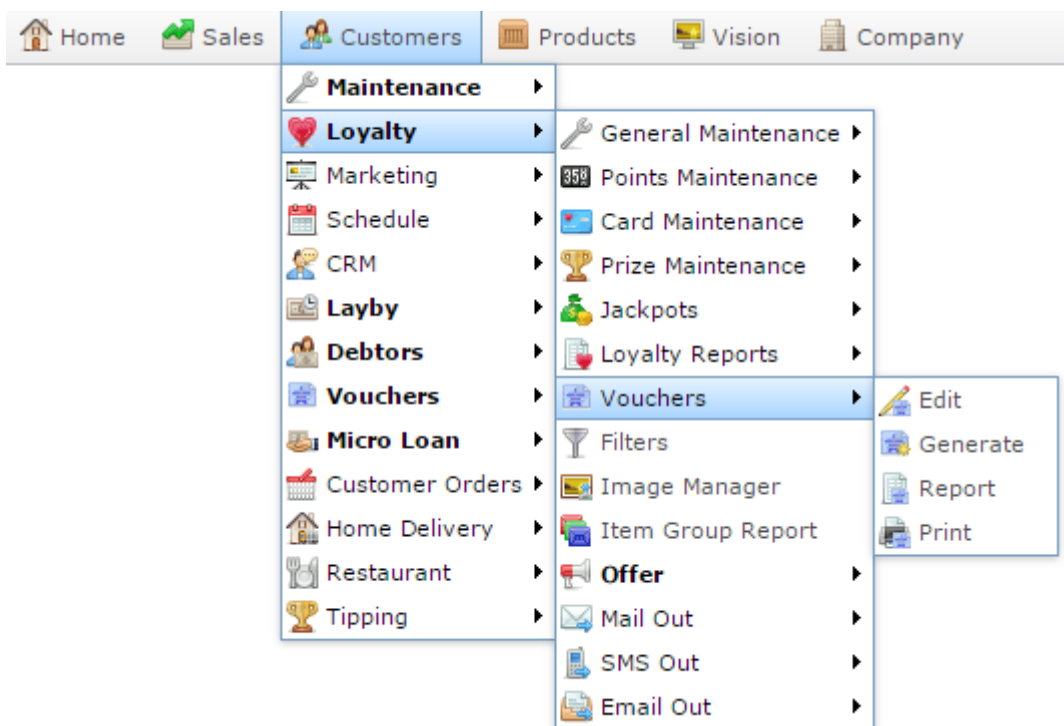 Home Sales Customers Products Vision Company
Maintenance
Loyalty
Marketing
Schedule
CRM
Layby
Debtors
Vouchers
Micro Loan
Customer Orders
Home Delivery
Restaurant
Tipping
General Maintenance
358 Points Maintenance
Card Maintenance
Prize Maintenance
Jackpots
Loyalty Reports
Vouchers
Filters
Image Manager
Item Group Report
Offer
Mail Out
SMS Out
Email Out
Edit
Generate
Report
Print